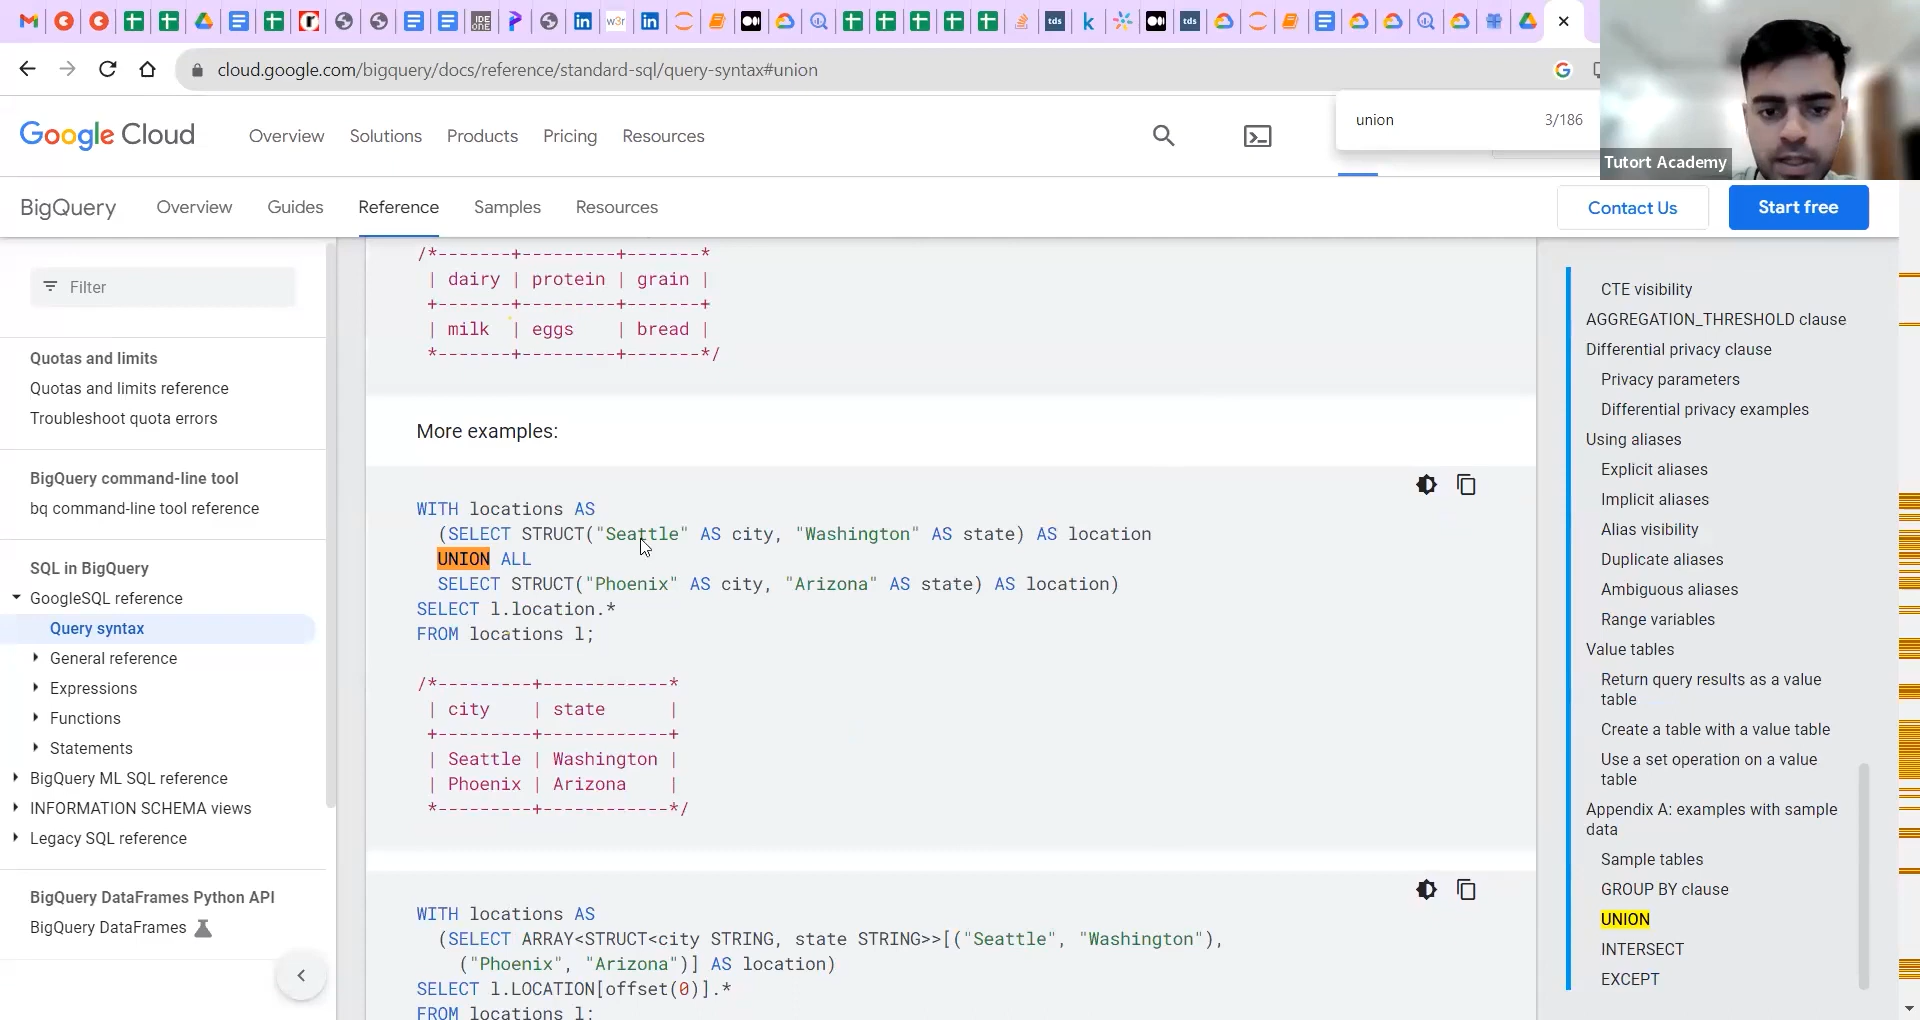 cloud.google.com/bigquery/docs/reference/standard-sql/query-syntax#union
union 3/186
Google Cloud
Overview Solutions Products Pricing Resources
Tutort Academy
BigQuery Overview Guides Reference Samples Resources
Contact Us Start free
Filter
Quotas and limits
Quotas and limits reference
Troubleshoot quota errors
BigQuery command-line tool
bq command-line tool reference
SQL in BigQuery
GoogleSQL reference
Query syntax
General reference
Expressions
Functions
Statements
BigQuery ML SQL reference
INFORMATION SCHEMA views
Legacy SQL reference
BigQuery DataFrames Python API
BigQuery DataFrames
/*-------+---------+-------*
| dairy | protein | grain |
+-------+---------+-------+
| milk | eggs | bread |
*-------+---------+-------*/
More examples:
WITH locations AS
(SELECT STRUCT("Seattle" AS city, "Washington" AS state) AS location
UNION ALL
SELECT STRUCT("Phoenix" AS city, "Arizona" AS state) AS location)
SELECT l.location.*
FROM locations l;
/*---------+------------*
| city | state |
+---------+------------+
| Seattle | Washington |
| Phoenix | Arizona |
*---------+------------*/
WITH locations AS
(SELECT ARRAY<STRUCT<city STRING, state STRING>>[("Seattle", "Washington"),
("Phoenix", "Arizona")] AS location)
SELECT l.LOCATION[offset(0)].*
FROM locations l;
CTE visibility
AGGREGATION_THRESHOLD clause
Differential privacy clause
Privacy parameters
Differential privacy examples
Using aliases
Explicit aliases
Implicit aliases
Alias visibility
Duplicate aliases
Ambiguous aliases
Range variables
Value tables
Return query results as a value
table
Create a table with a value table
Use a set operation on a value
table
Appendix A: examples with sample
data
Sample tables
GROUP BY clause
UNION
INTERSECT
EXCEPT